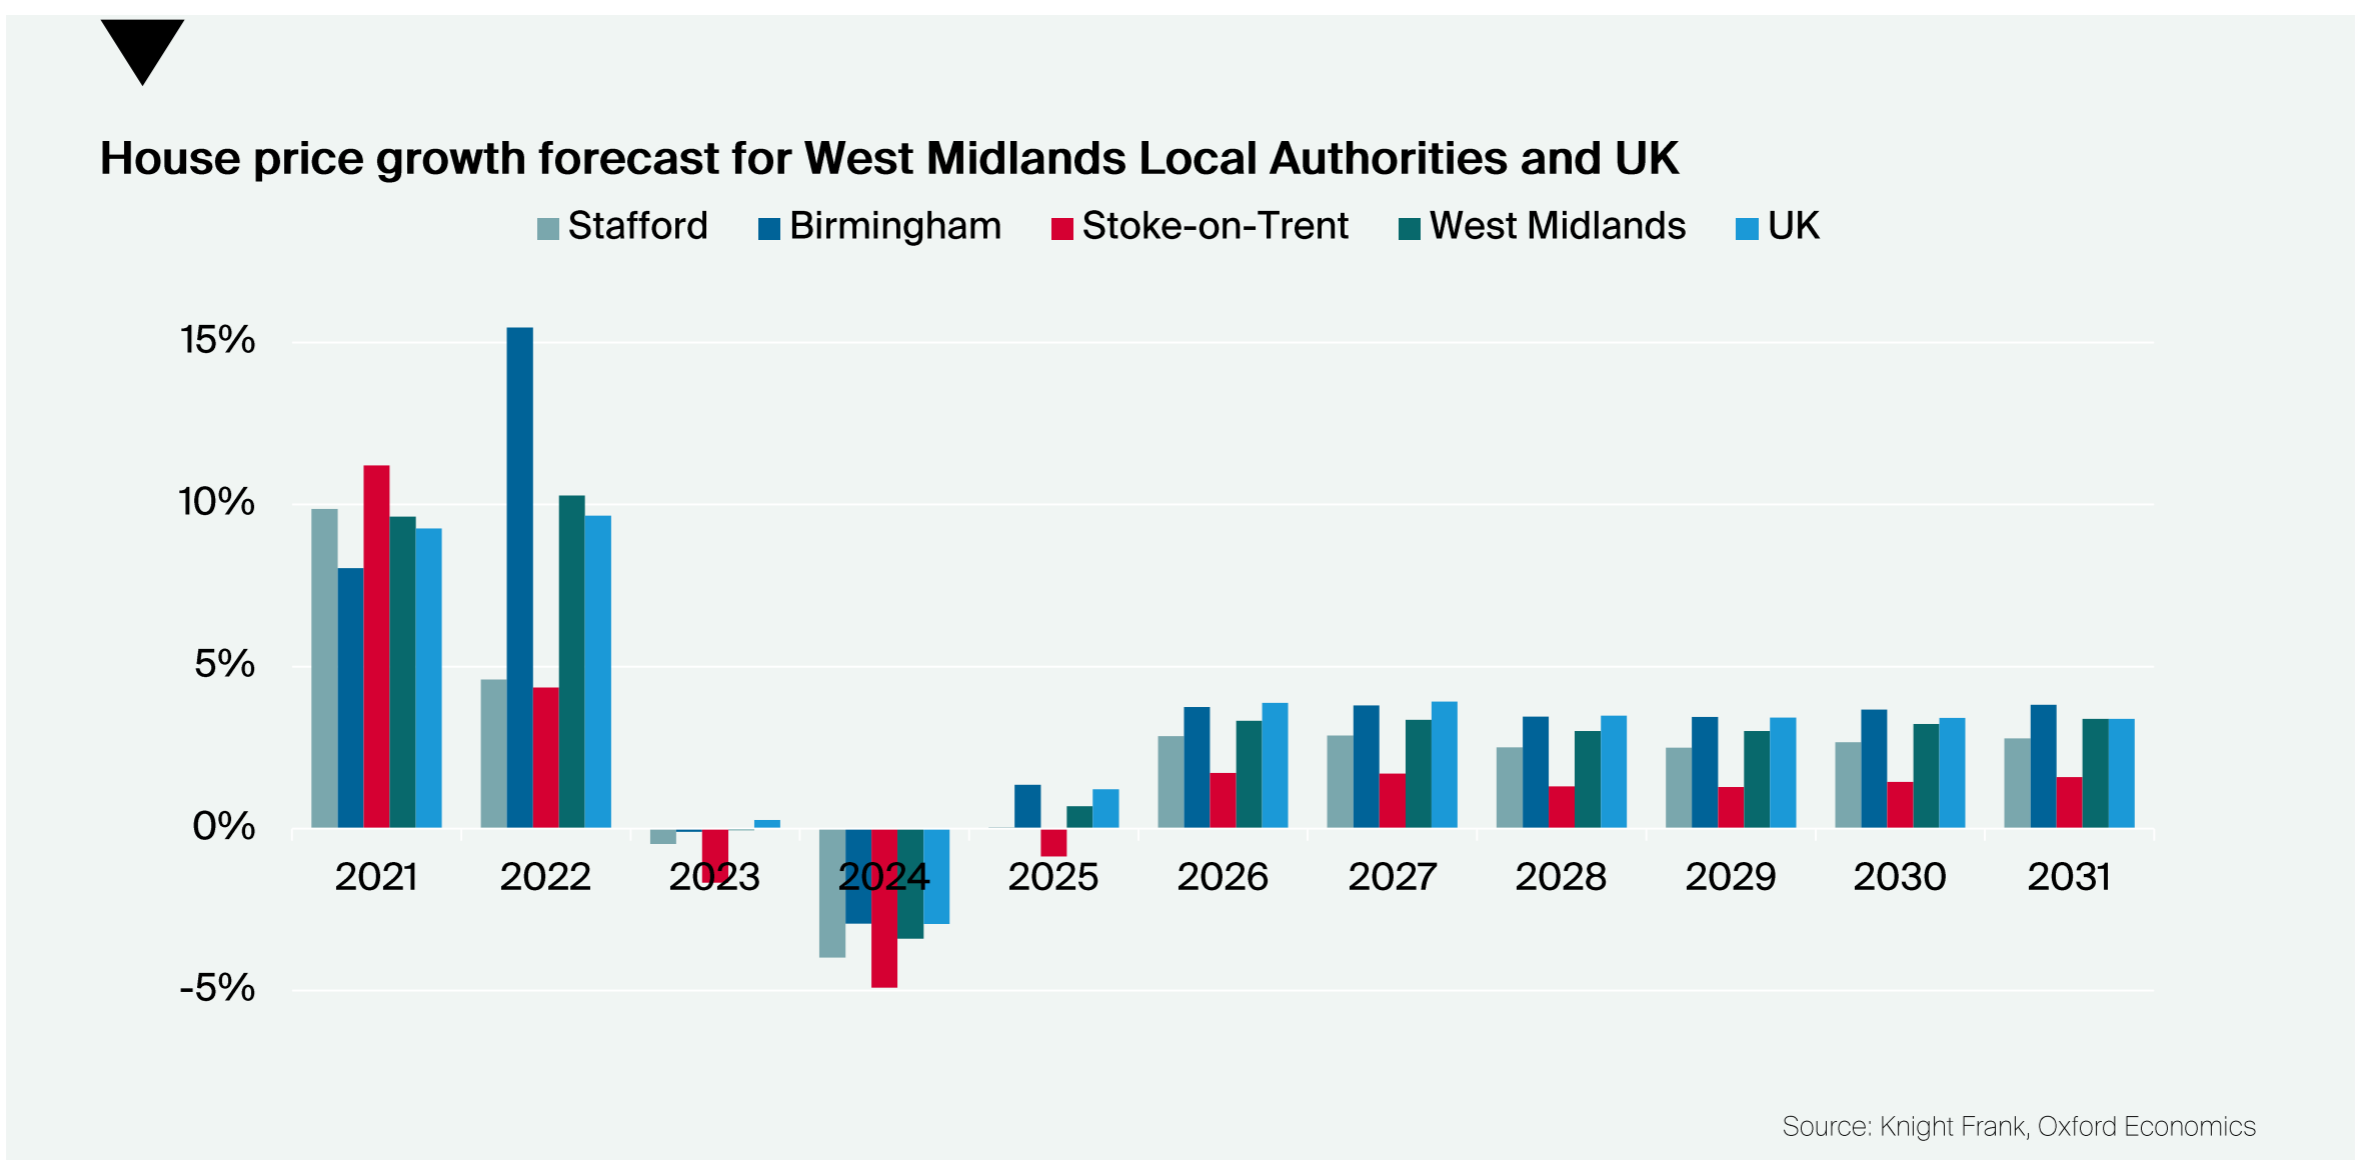 House price growth forecast for West Midlands Local Authorities and UK
Stafford Birmingham Stoke-on-Trent West Midlands UK
15%
10%
5%
0%
2021 2022 2023 2024 2025 2026 2027 2028 2029 2030 2031
-5%
Source: Knight Frank, Oxford Economics